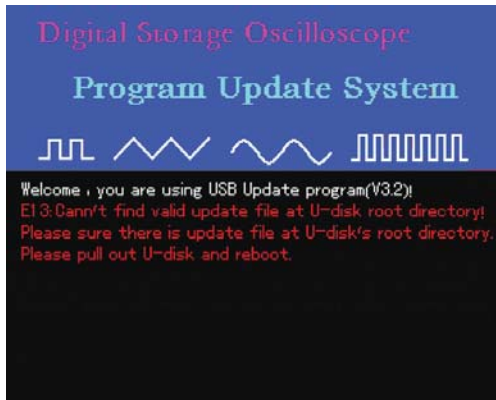 Digital Storage Oscilloscope
Program Update System
Welcome , you are using USB Update program(V3.2)!
E13:Cann't find valid update file at U-disk root directory!
Please sure there is update file at U-disk's root directory.
Please pull out U-disk and reboot.